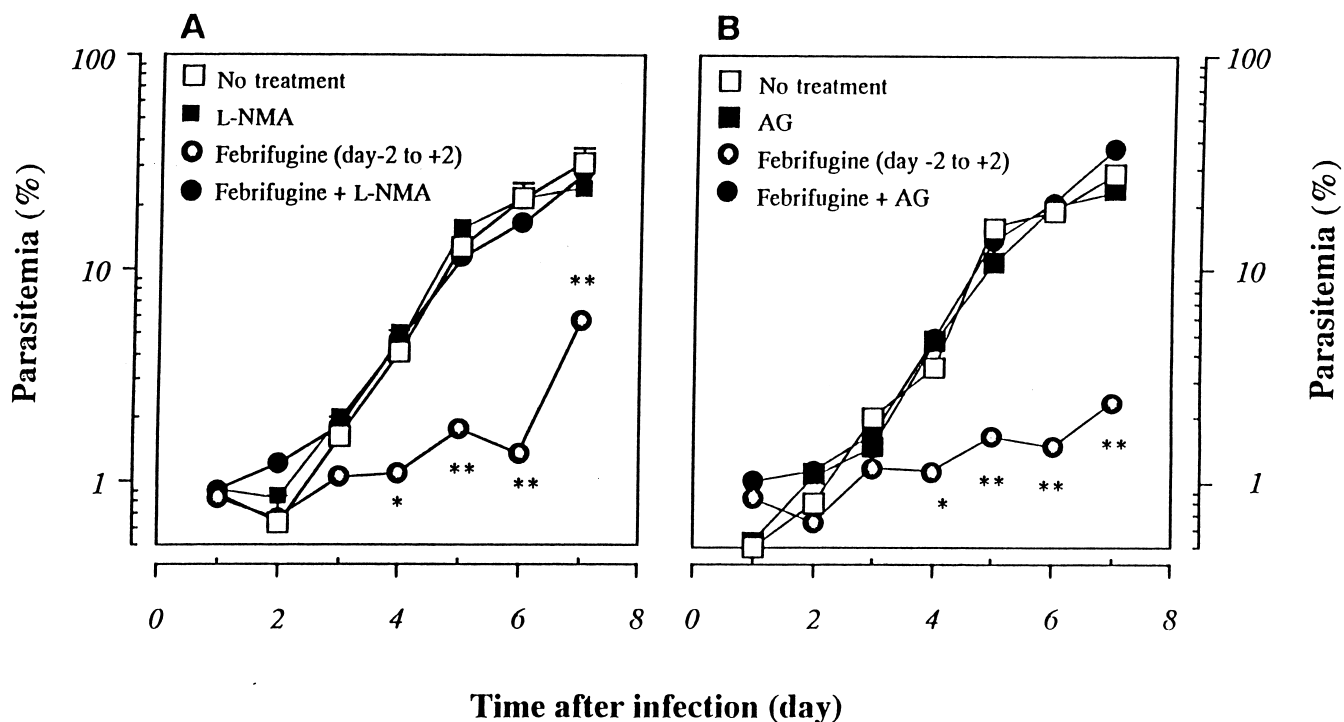 A
B
100
10
1
Parasitemia (%)
No treatment
L-NMA
Febrifugine (day-2 to +2)
Febrifugine + L-NMA
**
*
**
**
0
2
4
6
8
No treatment
AG
Febrifugine (day -2 to +2)
Febrifugine + AG
*
**
**
**
0
2
4
6
8
100
10
1
Parasitemia (%)
Time after infection (day)